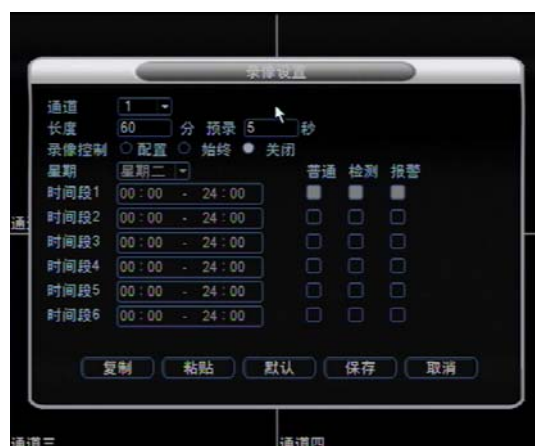 录像设置
通道 1
长度 60 分 预录 5 秒
录像控制 配置 始终 关闭
星期 星期二 普通 检测 报警
时间段1 00:00 - 24:00
时间段2 00:00 - 24:00
通
时间段3 00:00 - 24:00
时间段4 00:00 - 24:00
时间段5 00:00 - 24:00
时间段6 00:00 - 24:00
复制 粘贴 默认 保存 取消
通道三 通道四